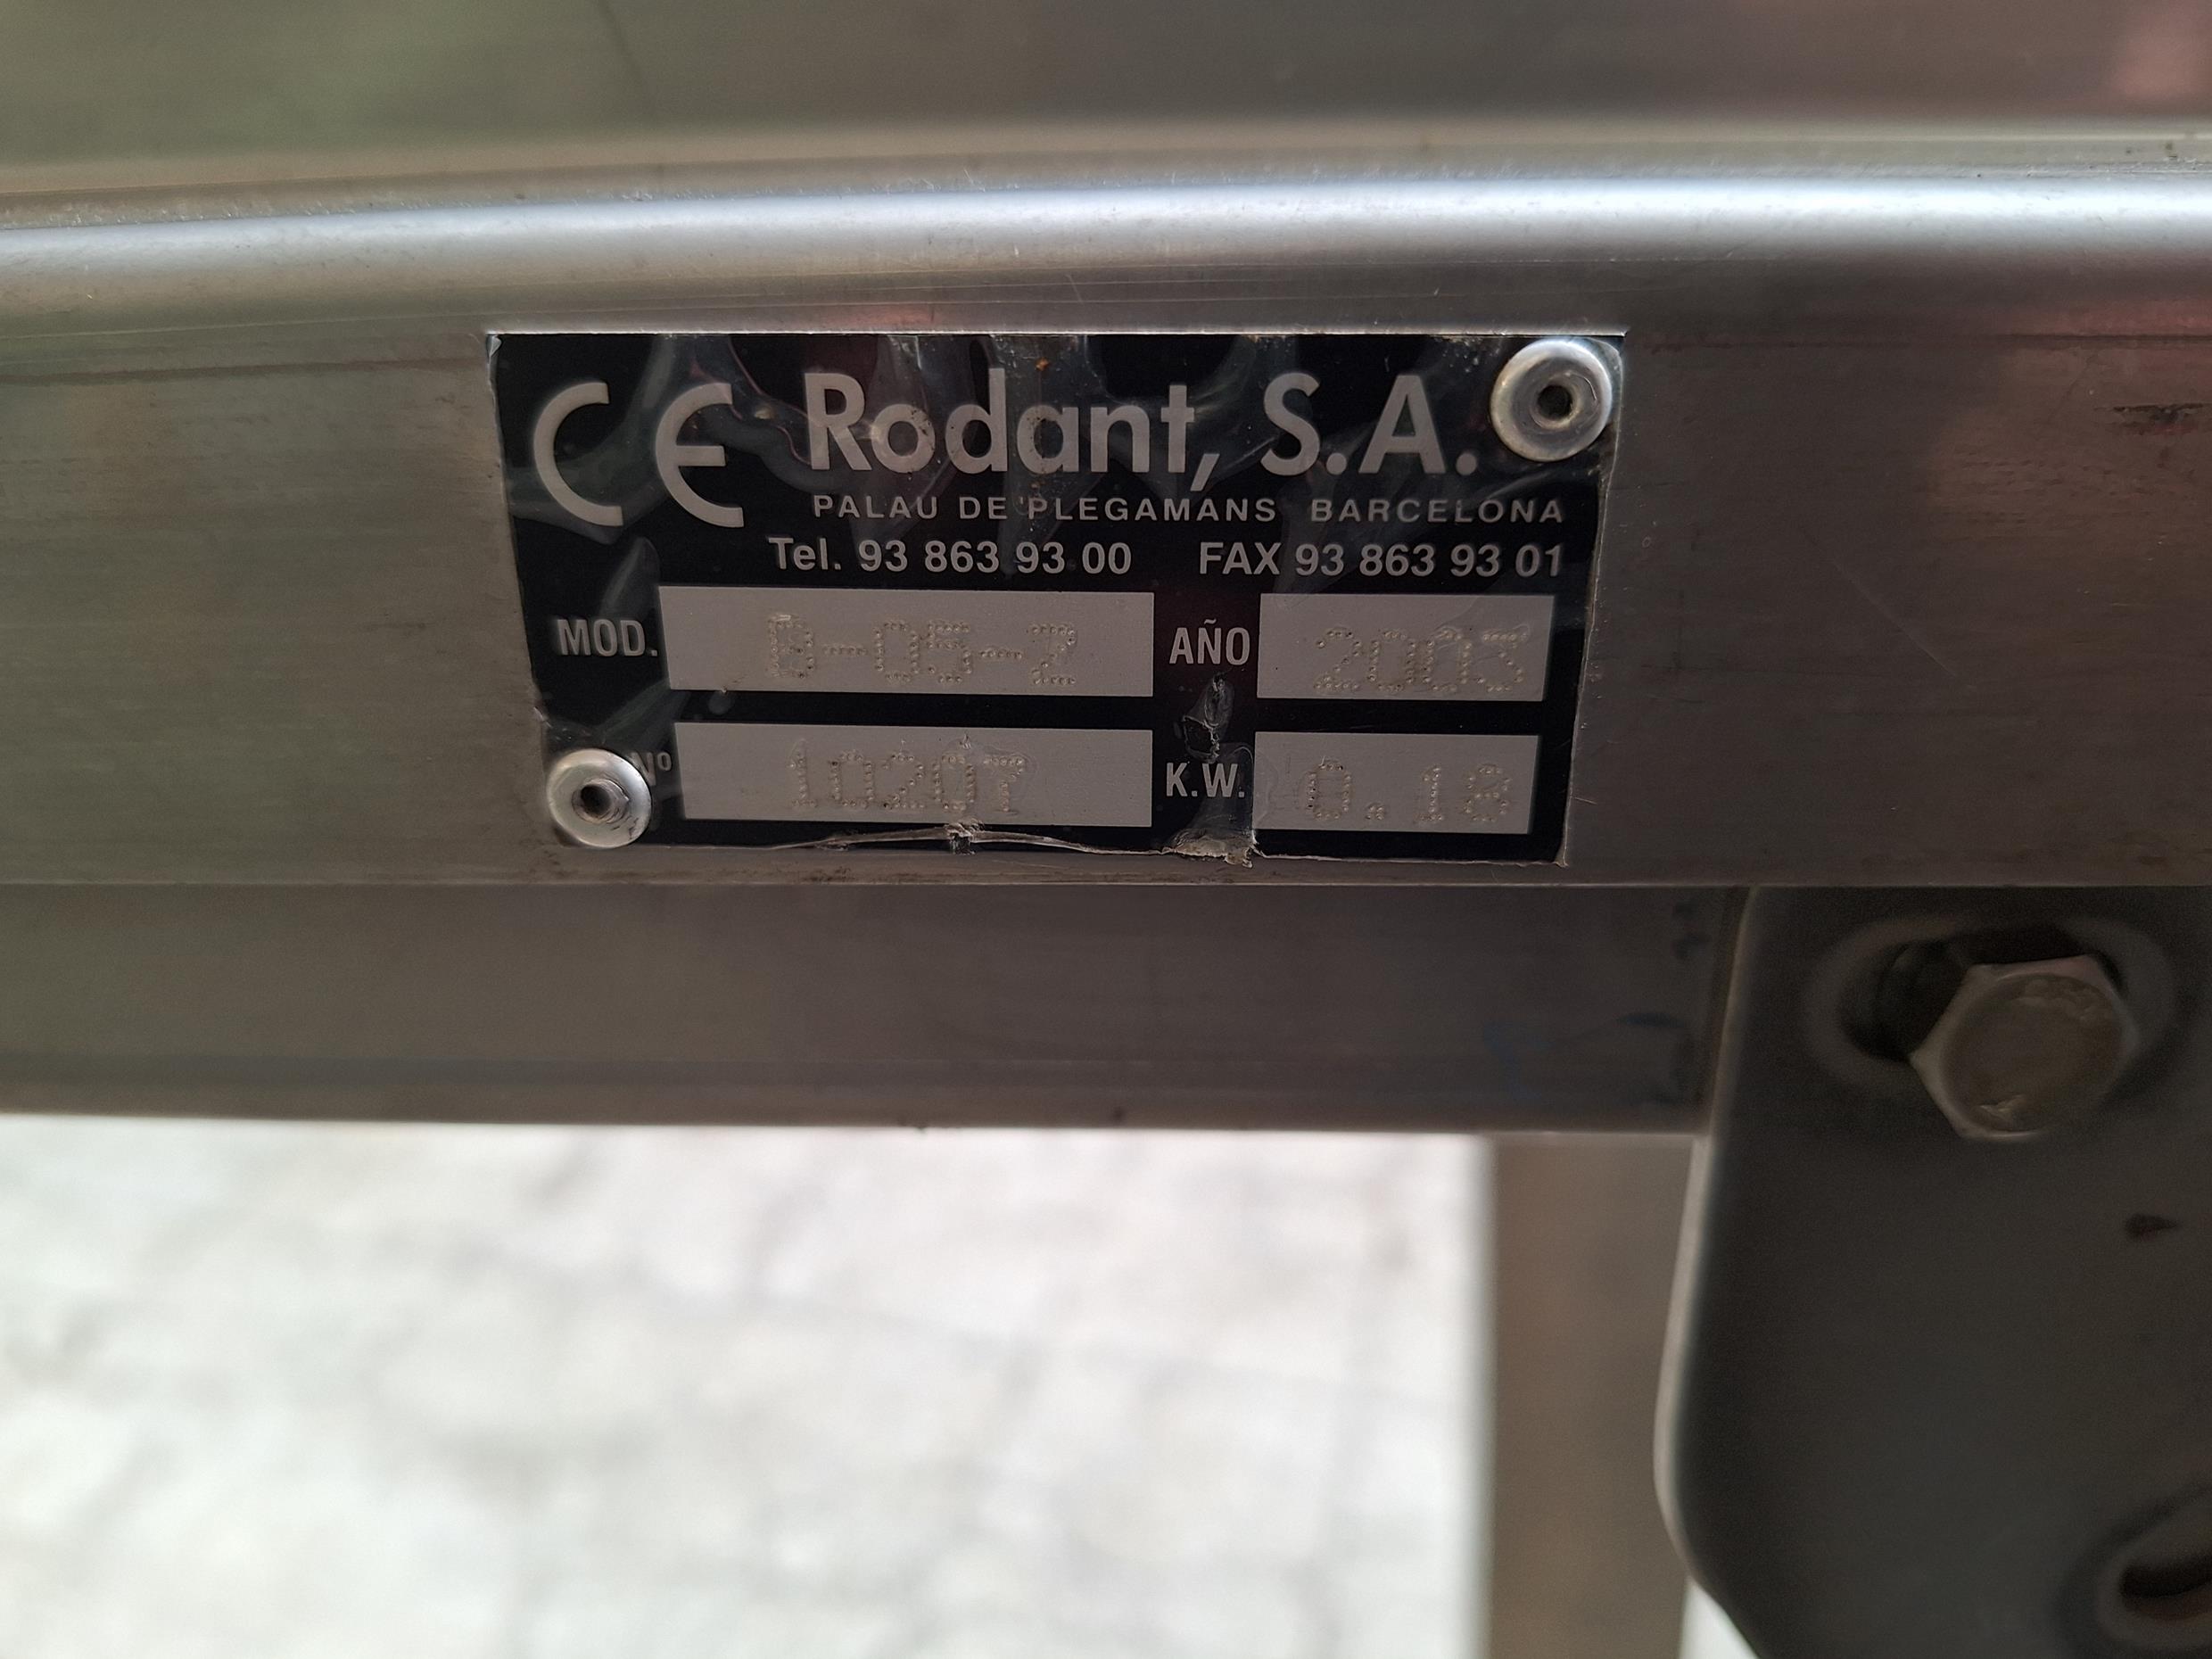 CE Rodant, S.A.
PALAU DE PLEGAMANS BARCELONA
Tel. 93 863 93 00 FAX 93 863 93 01
MOD. B-05-2 AÑO 2003
Nº 10207 K.W. 0.18